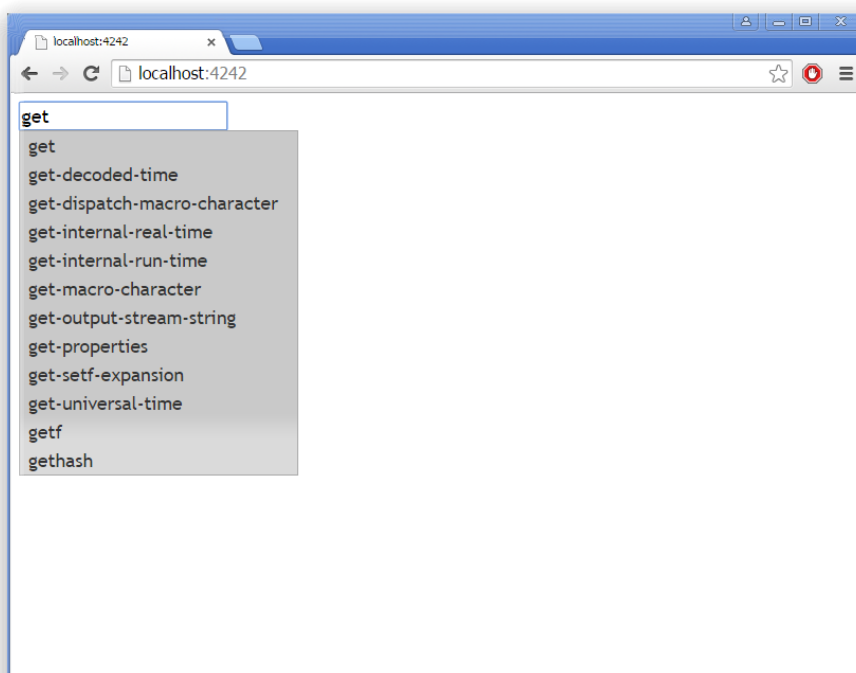 localhost:4242
localhost:4242
get
get
get-decoded-time
get-dispatch-macro-character
get-internal-real-time
get-internal-run-time
get-macro-character
get-output-stream-string
get-properties
get-setf-expansion
get-universal-time
getf
gethash